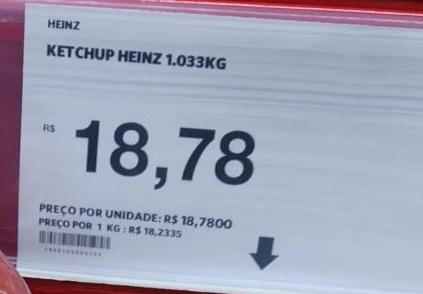 HEINZ
KETCHUP HEINZ 1.033KG
R$ 18,78
PREÇO POR UNIDADE: R$ 18,7800
PREÇO POR 1 KG : R$ 18,2335